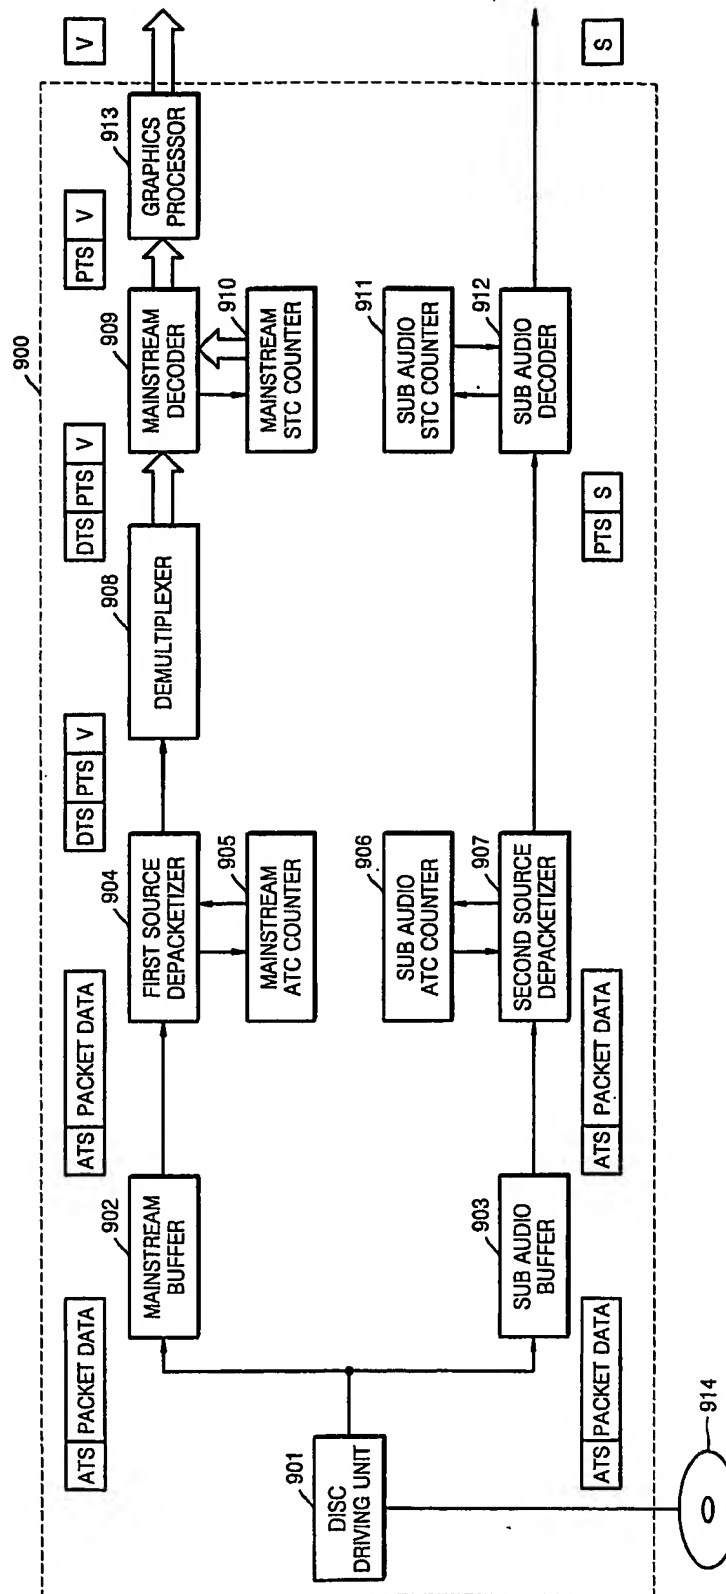 900
V
S
913
GRAPHICS
PROCESSOR
PTS V
909
MAINSTREAM
DECODER
910
MAINSTREAM
STC COUNTER
911
SUB AUDIO
STC COUNTER
912
SUB AUDIO
DECODER
DTS PTS V
PTS S
908
DEMULTIPLEXER
DTS PTS V
904
FIRST SOURCE
DEPACKETIZER
905
MAINSTREAM
ATC COUNTER
906
SUB AUDIO
ATC COUNTER
907
SECOND SOURCE
DEPACKETIZER
ATS PACKET DATA
ATS PACKET DATA
902
MAINSTREAM
BUFFER
903
SUB AUDIO
BUFFER
ATS PACKET DATA
ATS PACKET DATA
901
DISC
DRIVING UNIT
914